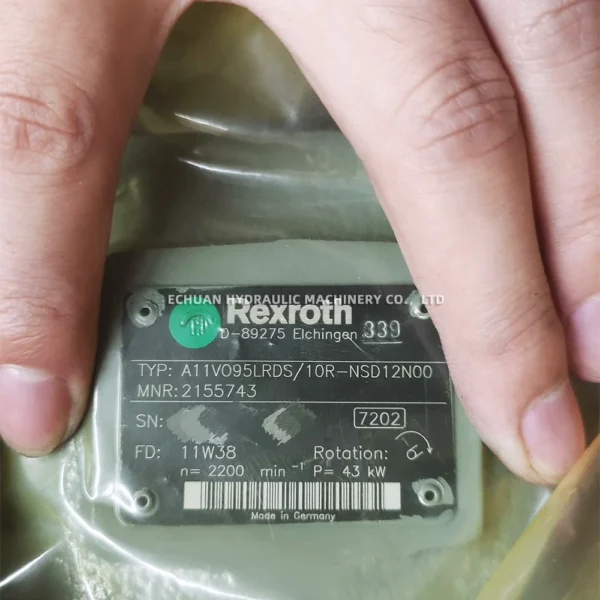 ECHUAN HYDRAULIC MACHINERY CO., LTD
Rexroth
D-89275 Elchingen 339
TYP: A11VO95LRDS/10R-NSD12N00
MNR: 2155743
SN: 7202
FD: 11W38 Rotation:
n= 2200 min⁻¹ P= 43 kW
Made in Germany